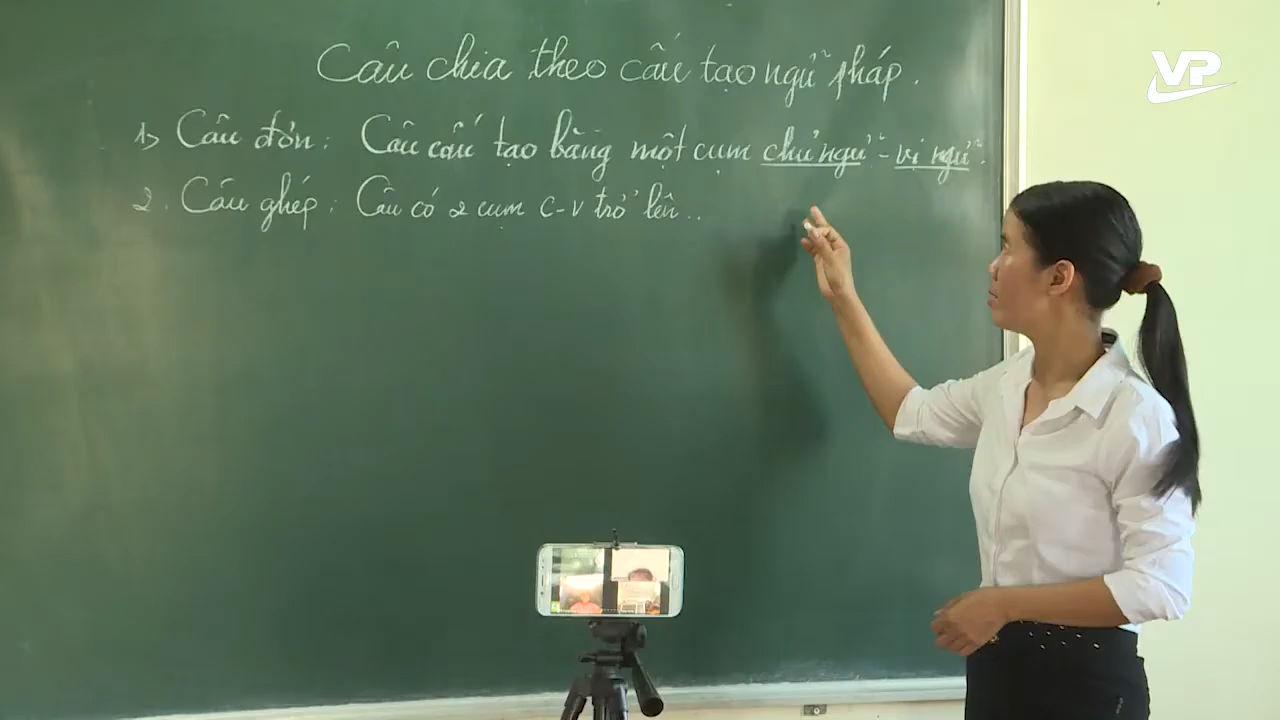 VP
Câu chia theo cấu tạo ngữ pháp.
1) Câu đơn: Câu cấu tạo bằng một cụm chủ ngữ - vị ngữ.
2. Câu ghép: Câu có 2 cụm C-V trở lên..